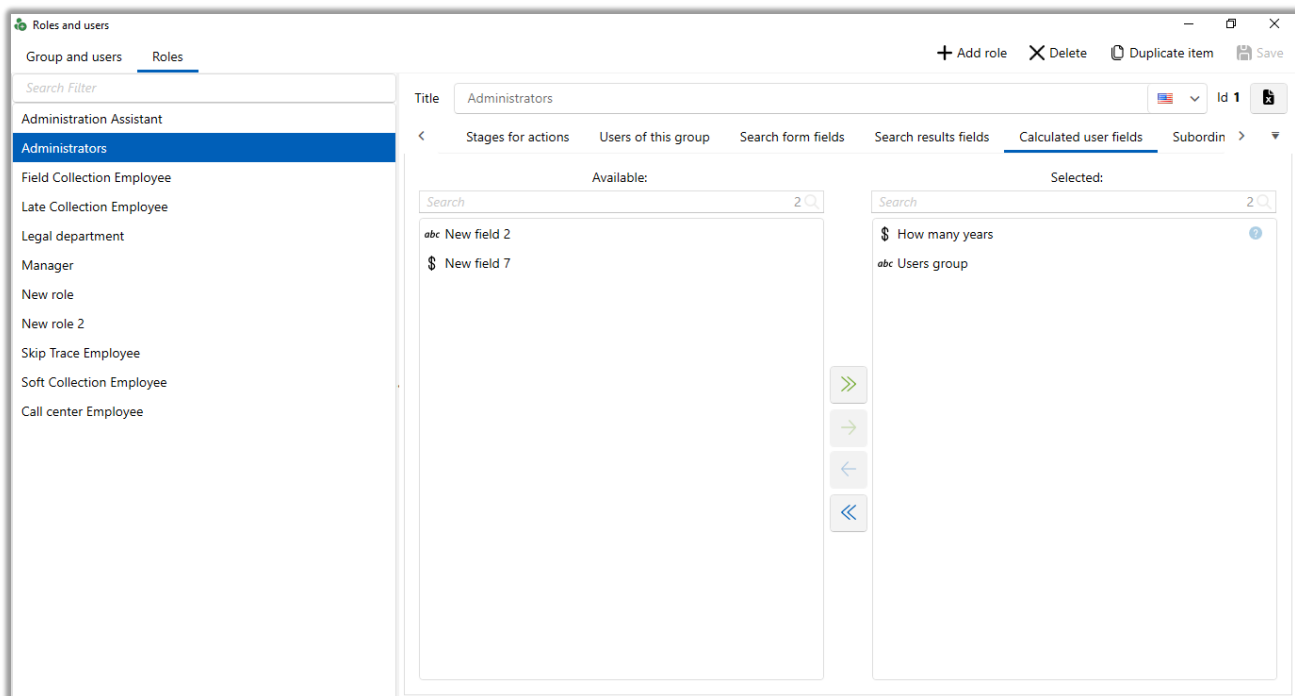 Roles and users
Group and users Roles
Add role Delete Duplicate item Save
Search Filter
Administration Assistant
Administrators
Field Collection Employee
Late Collection Employee
Legal department
Manager
New role
New role 2
Skip Trace Employee
Soft Collection Employee
Call center Employee
Title Administrators Id 1
Stages for actions Users of this group Search form fields Search results fields Calculated user fields Subordin
Available:
Search 2
abc New field 2
$ New field 7
Selected:
Search 2
$ How many years ?
abc Users group